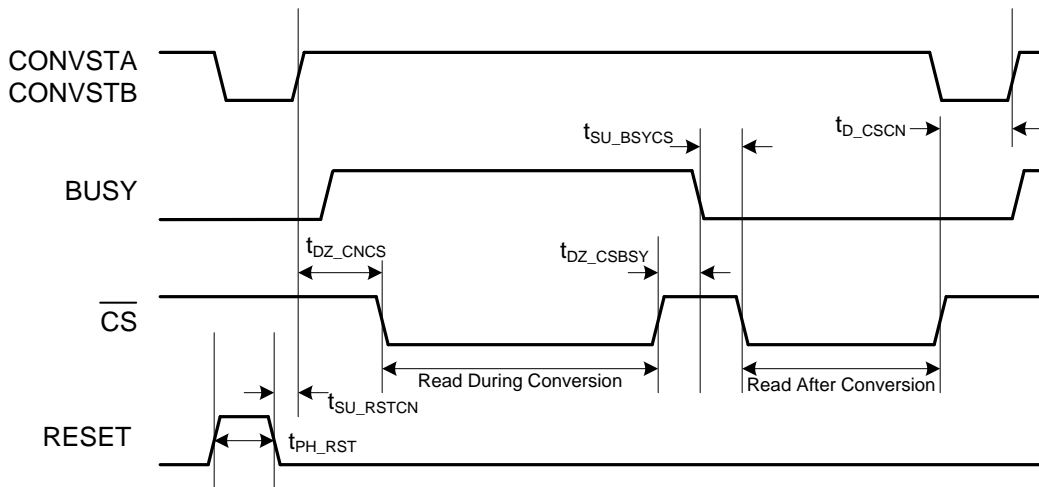 CONVSTA
CONVSTB
t_D_CSCN
t_SU_BSYCS
BUSY
t_DZ_CNCS
t_DZ_CSBSY
CS
Read During Conversion
Read After Conversion
t_SU_RSTCN
RESET
t_PH_RST